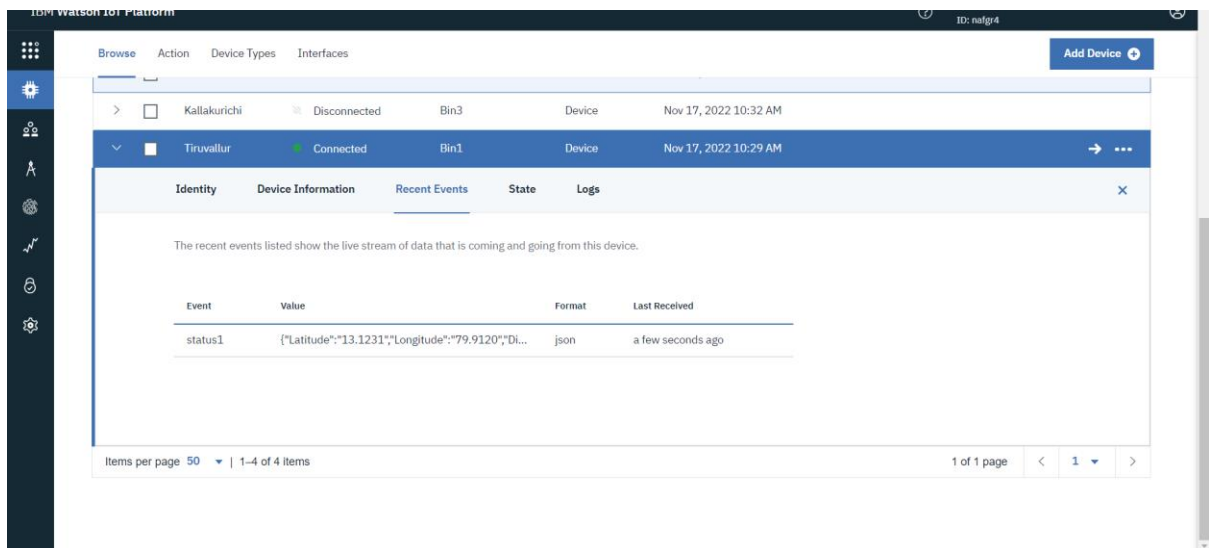 IBM Watson IoT Platform
ID: nafgr4
Browse Action Device Types Interfaces
Add Device
Kallakurichi Disconnected Bin3 Device Nov 17, 2022 10:32 AM
Tiruvallur Connected Bin1 Device Nov 17, 2022 10:29 AM
Identity Device Information Recent Events State Logs
The recent events listed show the live stream of data that is coming and going from this device.
Event Value Format Last Received
status1 {"Latitude":"13.1231","Longitude":"79.9120","Di... json a few seconds ago
Items per page 50 | 1–4 of 4 items 1 of 1 page 1